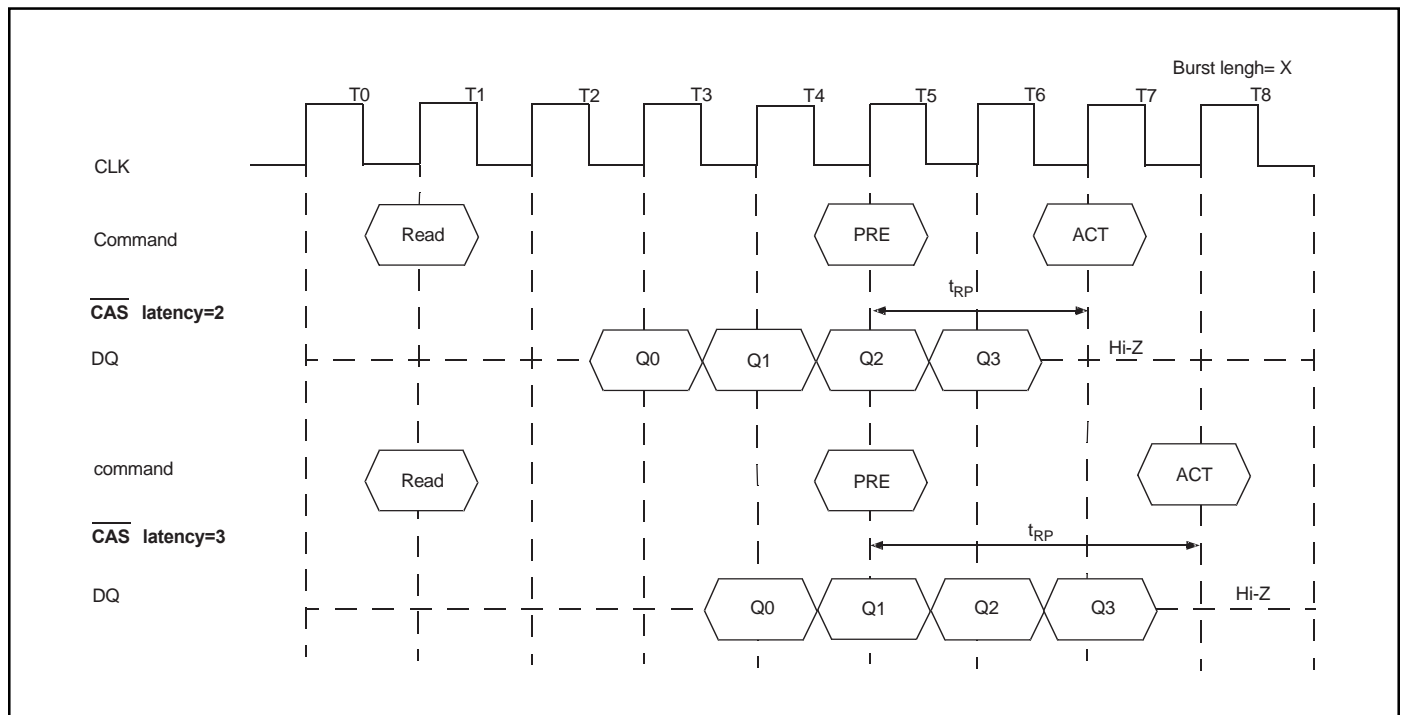 Burst lengh= X
T0 T1 T2 T3 T4 T5 T6 T7 T8
CLK
Command Read PRE ACT
tRP
CAS latency=2
DQ Q0 Q1 Q2 Q3 Hi-Z
command Read PRE ACT
CAS latency=3
tRP
DQ Q0 Q1 Q2 Q3 Hi-Z